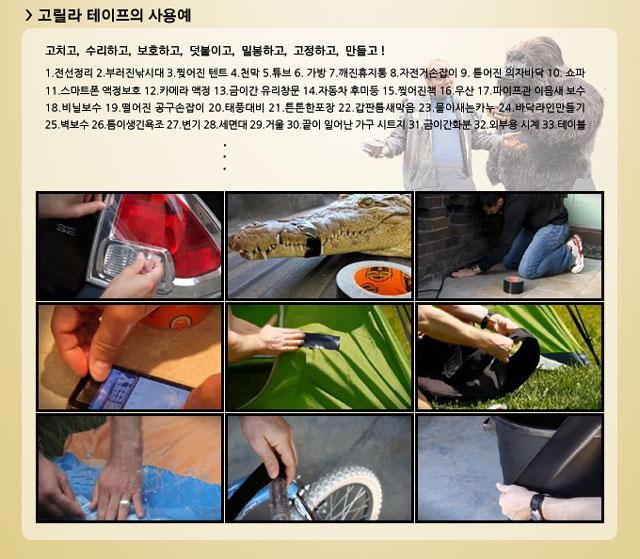 > 고릴라 테이프의 사용예
고치고, 수리하고, 보호하고, 덧붙이고, 밀봉하고, 고정하고, 만들고 !
1.전선정리 2.부러진낚시대 3.찢어진 텐트 4.천막 5.튜브 6. 가방 7.깨진휴지통 8.자전거손잡이 9. 튿어진 의자바닥 10. 쇼파
11.스마트폰 액정보호 12.카메라 액정 13.금이간 유리창문 14.자동차 후미등 15.찢어진책 16.우산 17.파이프관 이음새 보수
18.비닐보수 19.떨어진 공구손잡이 20.태풍대비 21.튼튼한포장 22.갑판틈새막음 23.물이새는카누 24.바닥라인만들기
25.벽보수 26.틈이생긴욕조 27.변기 28.세면대 29.거울 30.끝이 일어난 가구 시트지 31.금이간화분 32.외부용 시계 33.테이블